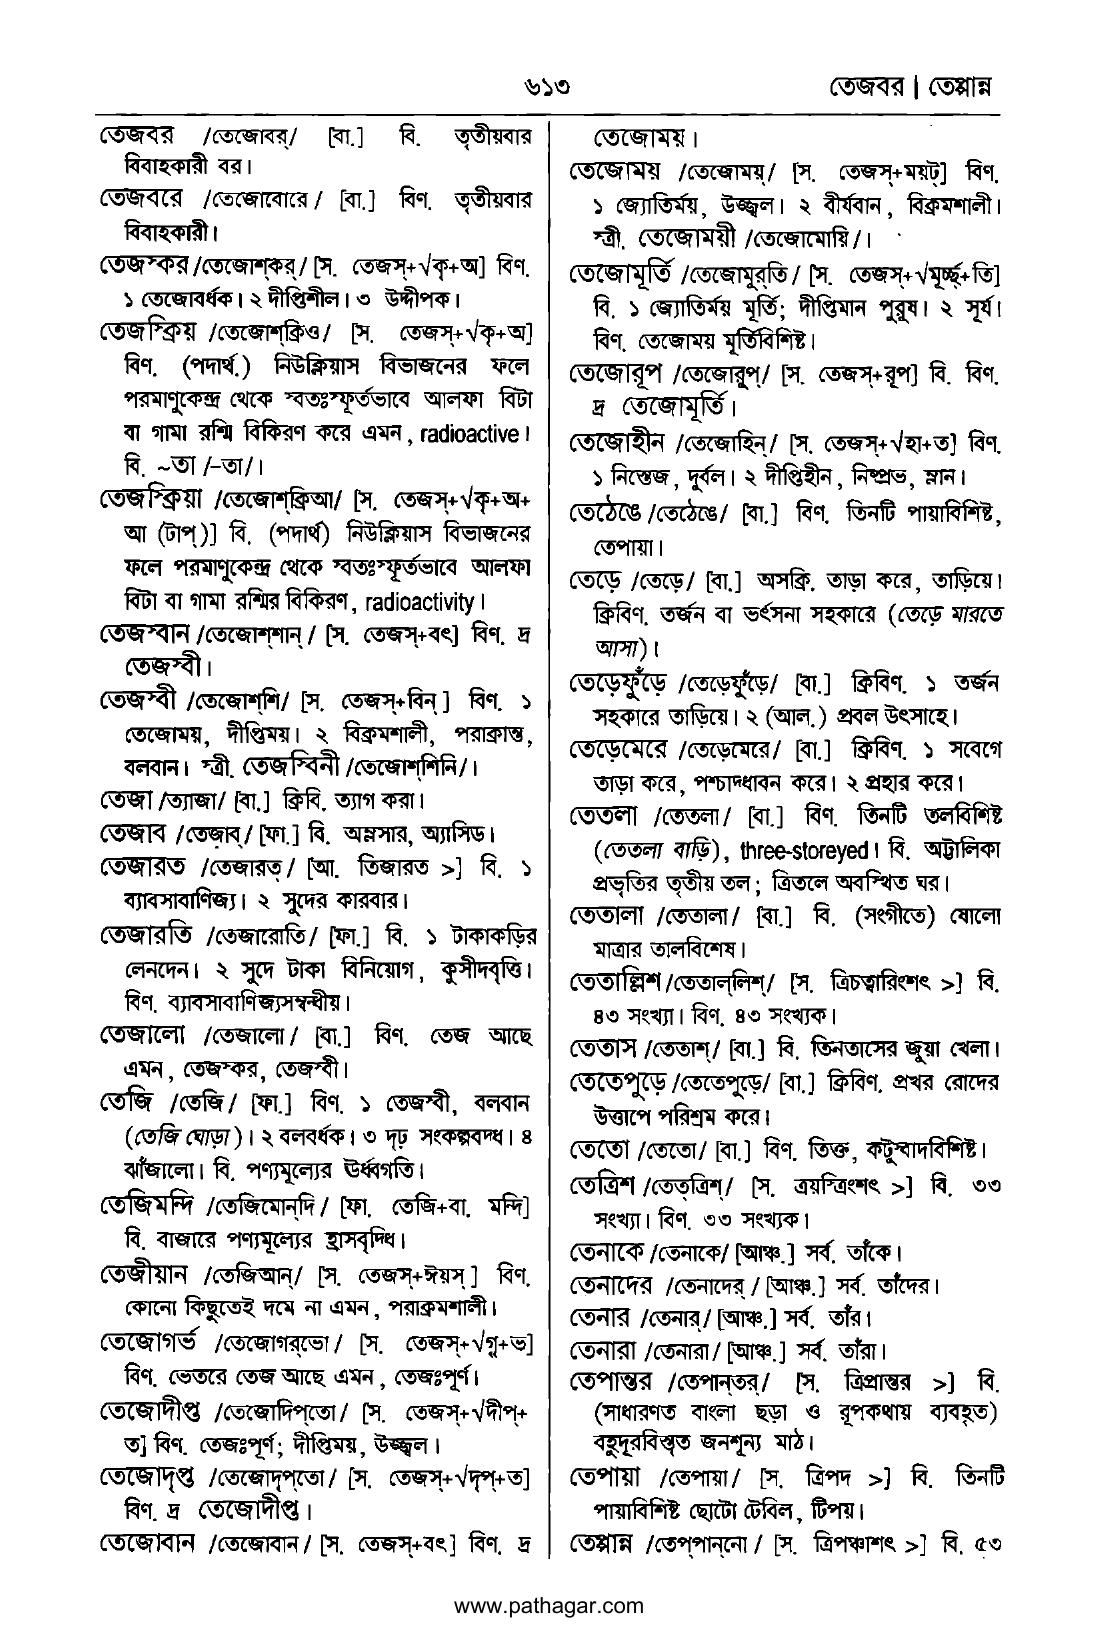 ৬১৩
তেজবর | তেপ্পান্ন
তেজবর /তেজোবর্/ [বা.] বি. তৃতীয়বার
বিবাহকারী বর।
তেজবরে /তেজোবোরে/ [বা.] বিণ. তৃতীয়বার
বিবাহকারী।
তেজস্কর /তেজোশ্কর্/ [স. তেজস্+√কৃ+অ] বিণ.
১ তেজোবর্ধক। ২ দীপ্তিশীল। ৩ উদ্দীপক।
তেজস্ক্রিয় /তেজোশ্ক্রিও/ [স. তেজস্+√কৃ+অ]
বিণ. (পদার্থ.) নিউক্লিয়াস বিভাজনের ফলে
পরমাণুকেন্দ্র থেকে স্বতঃস্ফূর্তভাবে আলফা বিটা
বা গামা রশ্মি বিকিরণ করে এমন, radioactive।
বি. ~তা /–তা/।
তেজস্ক্রিয়া /তেজোশ্ক্রিআ/ [স. তেজস্+√কৃ+অ+
আ (টাপ্)] বি. (পদার্থ) নিউক্লিয়াস বিভাজনের
ফলে পরমাণুকেন্দ্র থেকে স্বতঃস্ফূর্তভাবে আলফা
বিটা বা গামা রশ্মির বিকিরণ, radioactivity।
তেজস্বান /তেজোশ্শান্/ [স. তেজস্+বৎ] বিণ. দ্র
তেজস্বী।
তেজস্বী /তেজোশ্শি/ [স. তেজস্+বিন্] বিণ. ১
তেজোময়, দীপ্তিময়। ২ বিক্রমশালী, পরাক্রান্ত,
বলবান। স্ত্রী. তেজস্বিনী /তেজোশ্শিনি/।
তেজা /ত্যাজা/ [বা.] ক্রিবি. ত্যাগ করা।
তেজাব /তেজ়াব্/ [ফা.] বি. অম্লসার, অ্যাসিড।
তেজারত /তেজারত্/ [আ. তিজারত >] বি. ১
ব্যাবসাবাণিজ্য। ২ সুদের কারবার।
তেজারতি /তেজারোতি/ [ফা.] বি. ১ টাকাকড়ির
লেনদেন। ২ সুদে টাকা বিনিয়োগ, কুসীদবৃত্তি।
বিণ. ব্যাবসাবাণিজ্যসম্বন্ধীয়।
তেজালো /তেজালো/ [বা.] বিণ. তেজ আছে
এমন, তেজস্কর, তেজস্বী।
তেজি /তেজি/ [ফা.] বিণ. ১ তেজস্বী, বলবান
(তেজি ঘোড়া)। ২ বলবর্ধক। ৩ দৃঢ় সংকল্পবদ্ধ। ৪
ঝাঁজালো। বি. পণ্যমূল্যের ঊর্ধ্বগতি।
তেজিমন্দি /তেজিমোন্দি/ [ফা. তেজি+বা. মন্দি]
বি. বাজারে পণ্যমূল্যের হ্রাসবৃদ্ধি।
তেজীয়ান /তেজিআন্/ [স. তেজস্+ঈয়স্] বিণ.
কোনো কিছুতেই দমে না এমন, পরাক্রমশালী।
তেজোগর্ভ /তেজোগর্ভো/ [স. তেজস্+√গৃ+ভ]
বিণ. ভেতরে তেজ আছে এমন, তেজঃপূর্ণ।
তেজোদীপ্ত /তেজোদিপ্তো/ [স. তেজস্+√দীপ্+
ত] বিণ. তেজঃপূর্ণ; দীপ্তিময়, উজ্জ্বল।
তেজোদৃপ্ত /তেজোদৃপ্তো/ [স. তেজস্+√দৃপ্+ত]
বিণ. দ্র তেজোদীপ্ত।
তেজোবান /তেজোবান/ [স. তেজস্+বৎ] বিণ. দ্র
তেজোময়।
তেজোময় /তেজোময়্/ [স. তেজস্+ময়ট্] বিণ.
১ জ্যোতির্ময়, উজ্জ্বল। ২ বীর্যবান, বিক্রমশালী।
স্ত্রী. তেজোময়ী /তেজোমোয়ি/।
তেজোমূর্তি /তেজোমুর্তি/ [স. তেজস্+√মূর্চ্ছ্+তি]
বি. ১ জ্যোতির্ময় মূর্তি; দীপ্তিমান পুরুষ। ২ সূর্য।
বিণ. তেজোময় মূর্তিবিশিষ্ট।
তেজোরূপ /তেজোরুপ্/ [স. তেজস্+রূপ] বি. বিণ.
দ্র তেজোমূর্তি।
তেজোহীন /তেজোহিন্/ [স. তেজস্+√হা+ত] বিণ.
১ নিস্তেজ, দুর্বল। ২ দীপ্তিহীন, নিষ্প্রভ, ম্লান।
তেঠেঙে /তেঠেঙে/ [বা.] বিণ. তিনটি পায়াবিশিষ্ট,
তেপায়া।
তেড়ে /তেড়ে/ [বা.] অসক্রি. তাড়া করে, তাড়িয়ে।
ক্রিবিণ. তর্জন বা ভর্ৎসনা সহকারে (তেড়ে মারতে
আসা)।
তেড়েফুঁড়ে /তেড়েফুঁড়ে/ [বা.] ক্রিবিণ. ১ তর্জন
সহকারে তাড়িয়ে। ২ (আল.) প্রবল উৎসাহে।
তেড়েমেরে /তেড়েমেরে/ [বা.] ক্রিবিণ. ১ সবেগে
তাড়া করে, পশ্চাদ্ধাবন করে। ২ প্রহার করে।
তেতলা /তেতলা/ [বা.] বিণ. তিনটি তলবিশিষ্ট
(তেতলা বাড়ি), three-storeyed। বি. অট্টালিকা
প্রভৃতির তৃতীয় তল; ত্রিতলে অবস্থিত ঘর।
তেতালা /তেতালা/ [বা.] বি. (সংগীতে) ষোলো
মাত্রার তালবিশেষ।
তেতাল্লিশ /তেতাল্লিশ্/ [স. ত্রিচত্বারিংশৎ >] বি.
৪৩ সংখ্যা। বিণ. ৪৩ সংখ্যক।
তেতাস /তেতাশ্/ [বা.] বি. তিনতাসের জুয়া খেলা।
তেতেপুড়ে /তেতেপুড়ে/ [বা.] ক্রিবিণ. প্রখর রোদের
উত্তাপে পরিশ্রম করে।
তেতো /তেতো/ [বা.] বিণ. তিক্ত, কটুস্বাদবিশিষ্ট।
তেত্রিশ /তেত্ত্রিশ্/ [স. ত্রয়স্ত্রিংশৎ >] বি. ৩৩
সংখ্যা। বিণ. ৩৩ সংখ্যক।
তেনাকে /তেনাকে/ [আঞ্চ.] সর্ব. তাঁকে।
তেনাদের /তেনাদের্/ [আঞ্চ.] সর্ব. তাঁদের।
তেনার /তেনার্/ [আঞ্চ.] সর্ব. তাঁর।
তেনারা /তেনারা/ [আঞ্চ.] সর্ব. তাঁরা।
তেপান্তর /তেপান্তর্/ [স. ত্রিপ্রান্তর >] বি.
(সাধারণত বাংলা ছড়া ও রূপকথায় ব্যবহৃত)
বহুদূরবিস্তৃত জনশূন্য মাঠ।
তেপায়া /তেপায়া/ [স. ত্রিপদ >] বি. তিনটি
পায়াবিশিষ্ট ছোটো টেবিল, টিপয়।
তেপ্পান্ন /তেপ্পান্নো/ [স. ত্রিপঞ্চাশৎ >] বি. ৫৩
www.pathagar.com